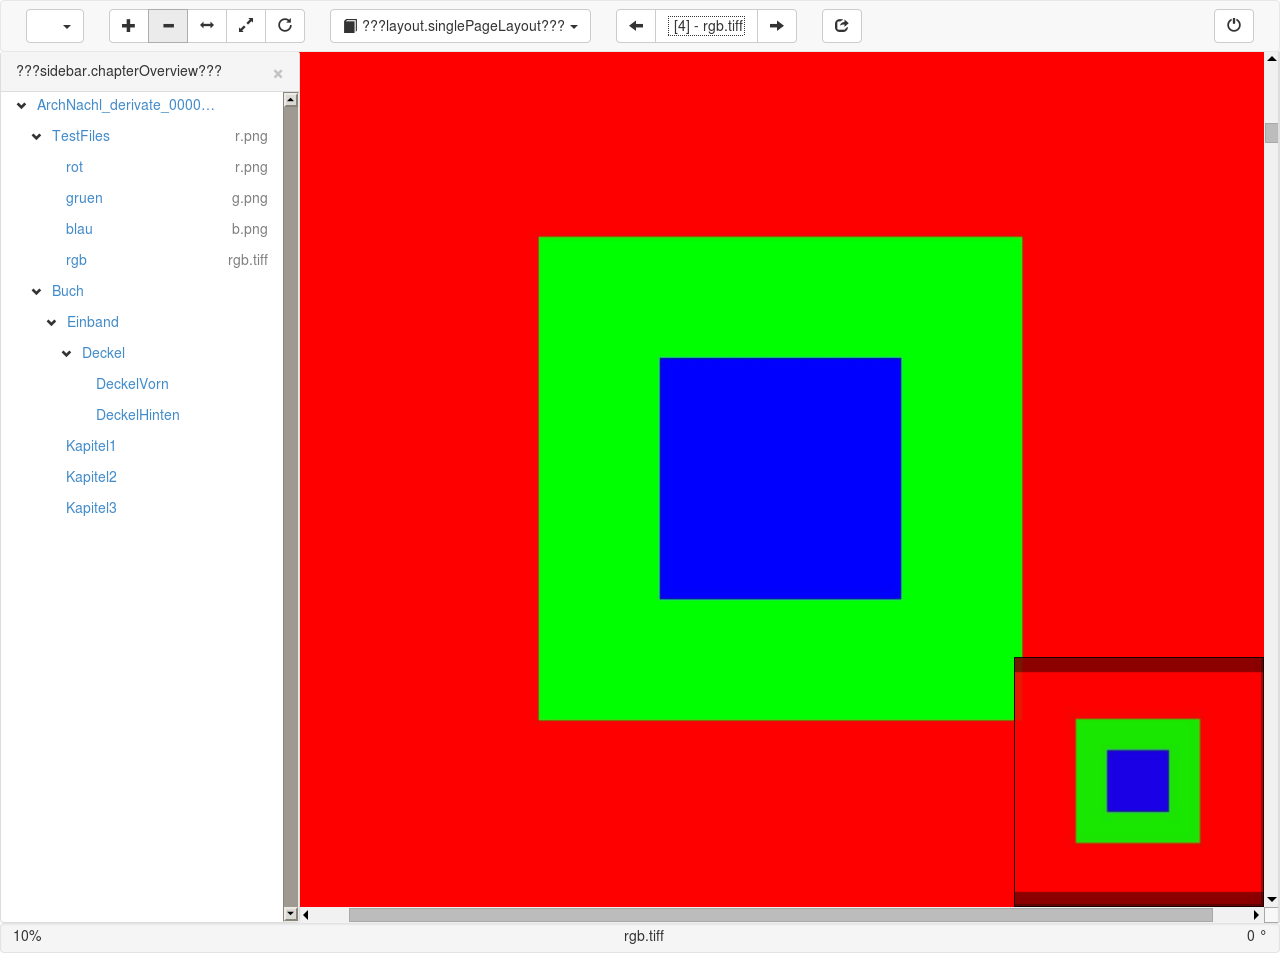 ???layout.singlePageLayout???
[4] - rgb.tiff
???sidebar.chapterOverview???
×
ArchNachl_derivate_0000…
TestFiles r.png
rot r.png
gruen g.png
blau b.png
rgb rgb.tiff
Buch
Einband
Deckel
DeckelVorn
DeckelHinten
Kapitel1
Kapitel2
Kapitel3
10% rgb.tiff 0 °